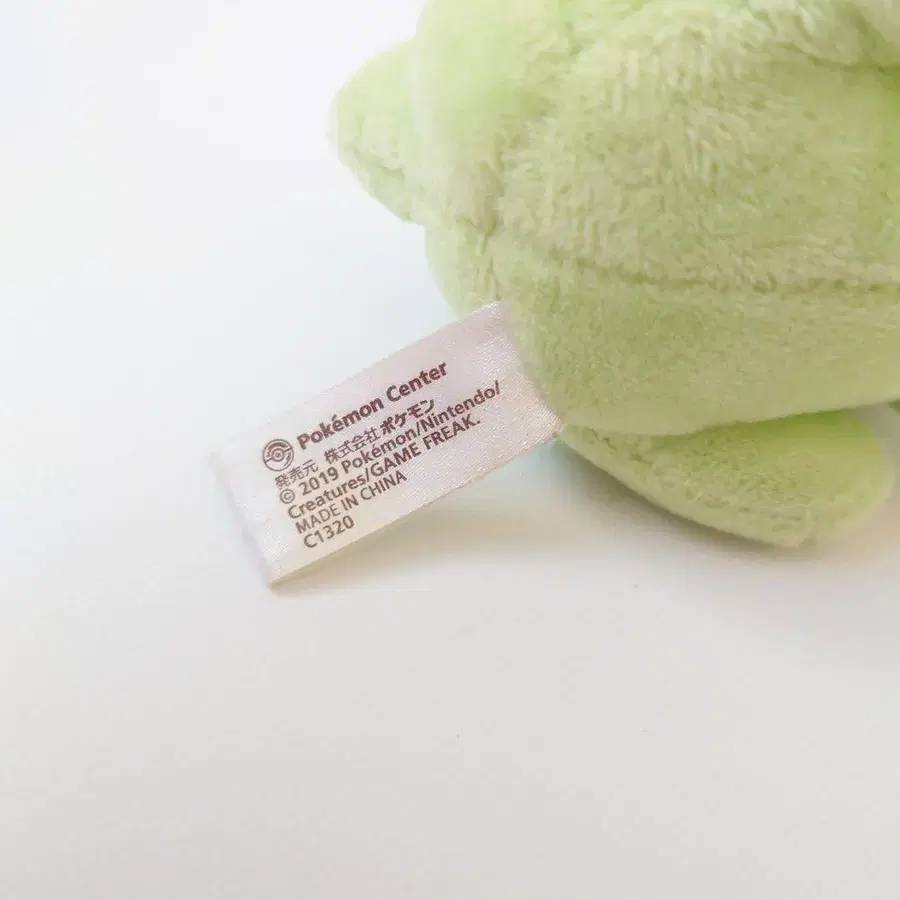 Pokémon Center
発売元 株式会社ポケモン
© 2019 Pokémon/Nintendo/
Creatures/GAME FREAK.
MADE IN CHINA
C1320